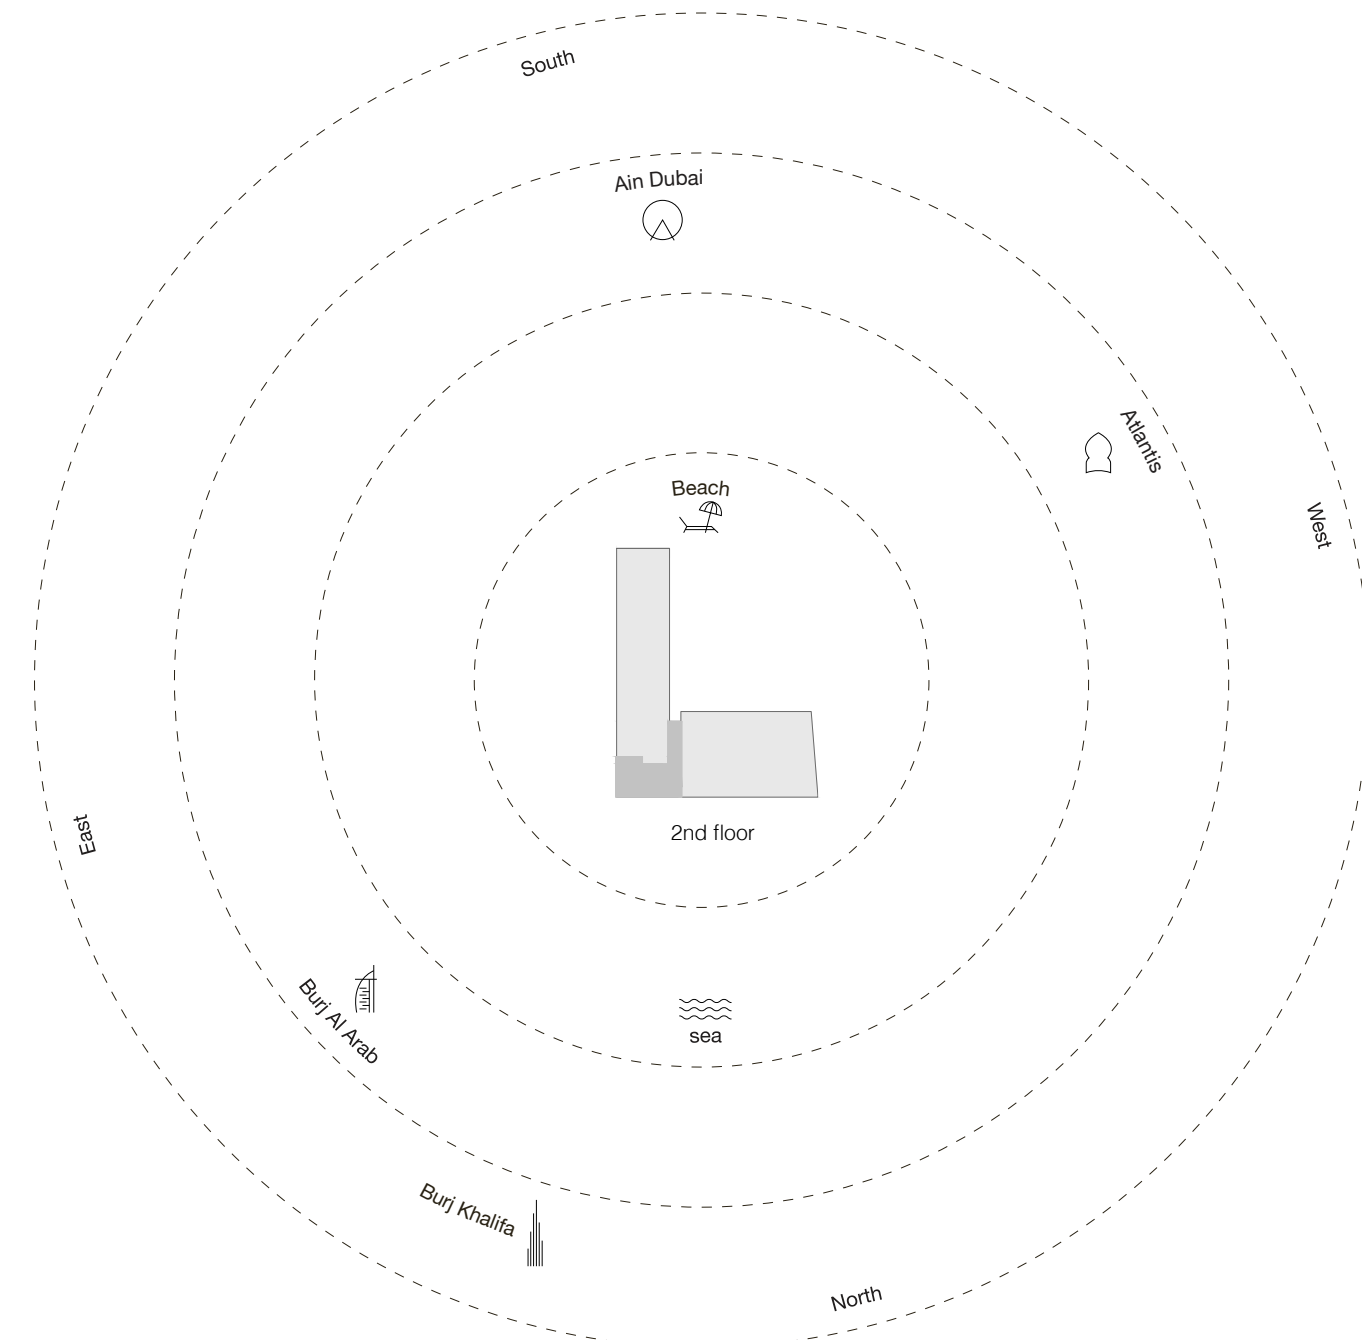 South
Ain Dubai
Atlantis
Beach
West
East
2nd floor
Burj Al Arab
sea
Burj Khalifa
North